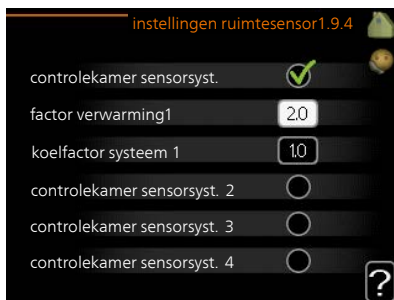 instellingen ruimtesensor1.9.4
controlekamer sensorsyst.
factor verwarming1 2.0
koelfactor systeem 1 1.0
controlekamer sensorsyst. 2
controlekamer sensorsyst. 3
controlekamer sensorsyst. 4
?